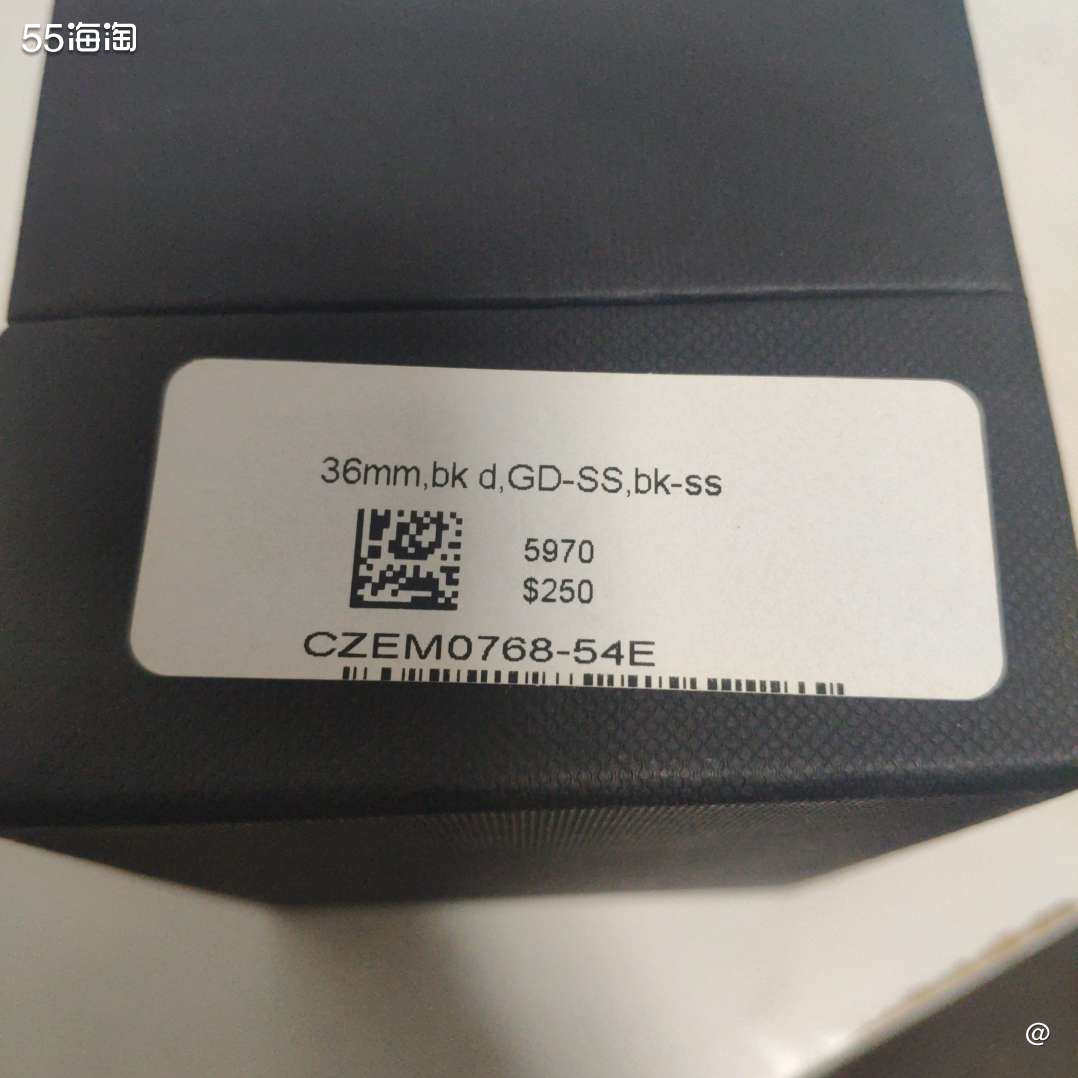 55海淘
36mm,bk d,GD-SS,bk-ss
5970
$250
CZEM0768-54E
@